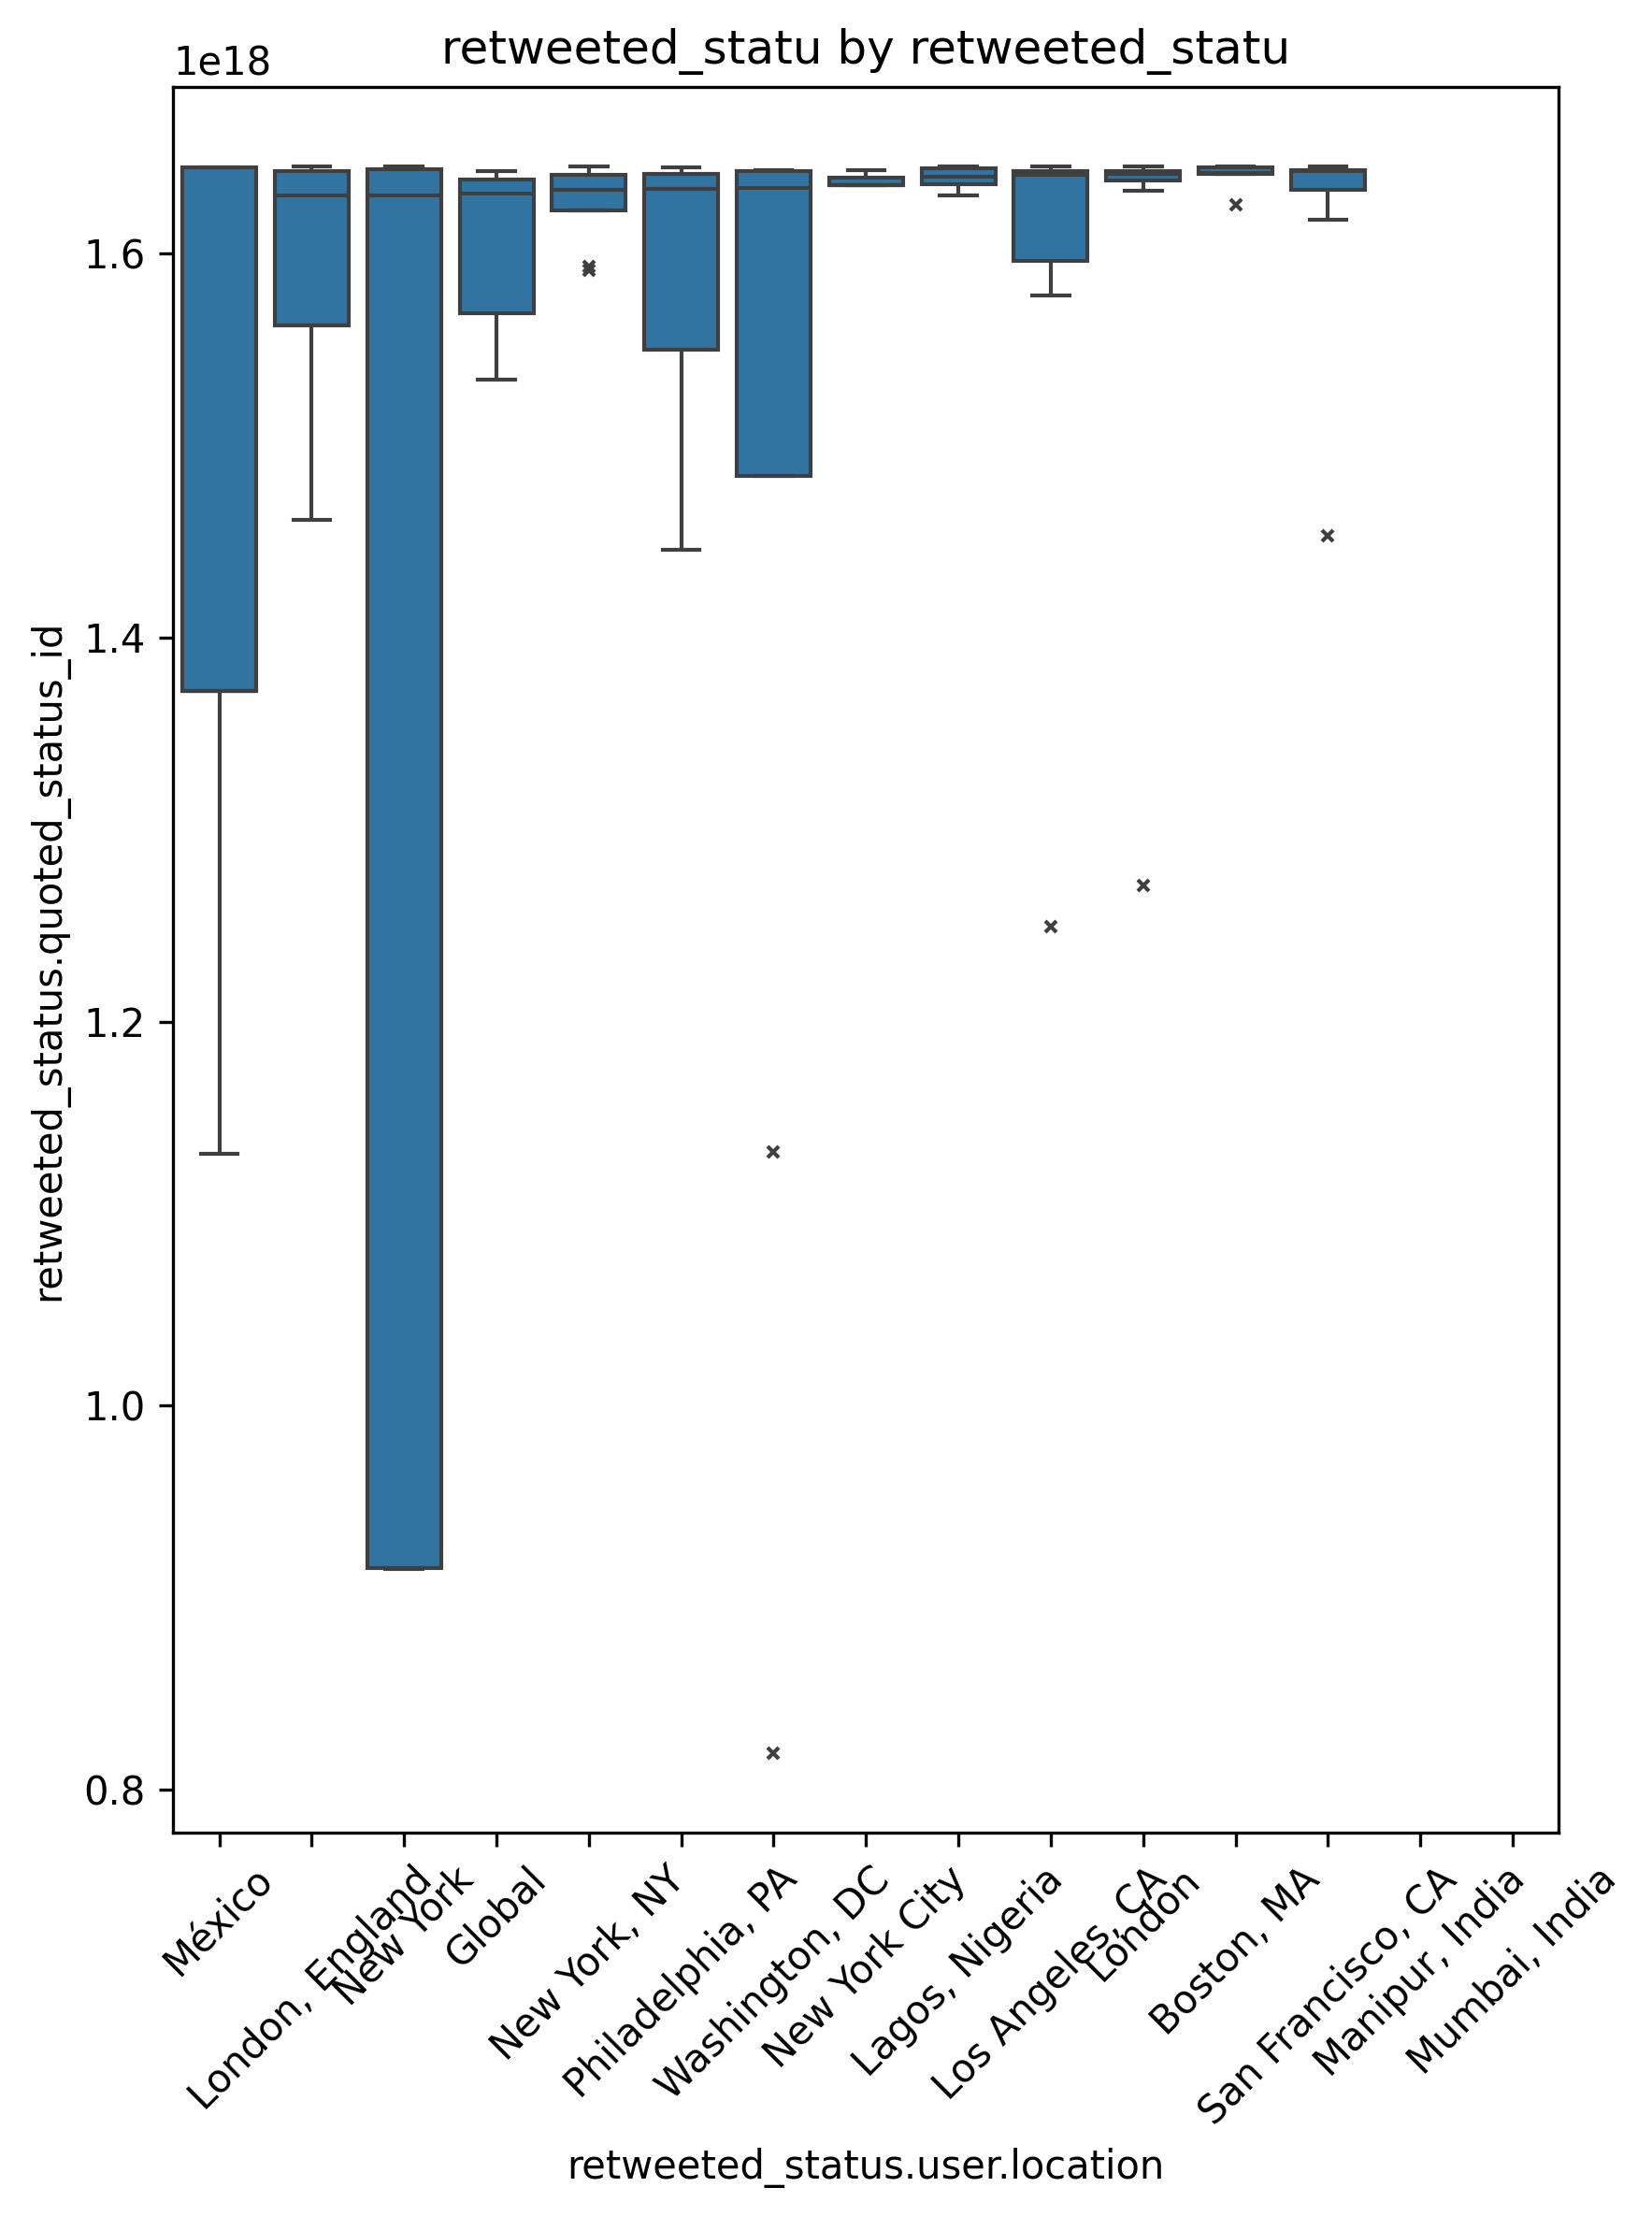 retweeted_statu by retweeted_statu
1e18
1.6
1.4
1.2
1.0
0.8
retweeted_status.quoted_status_id
México
London, England
New York
Global
New York, NY
Philadelphia, PA
Washington, DC
New York City
Lagos, Nigeria
Los Angeles, CA
London
Boston, MA
San Francisco, CA
Manipur, India
Mumbai, India
retweeted_status.user.location